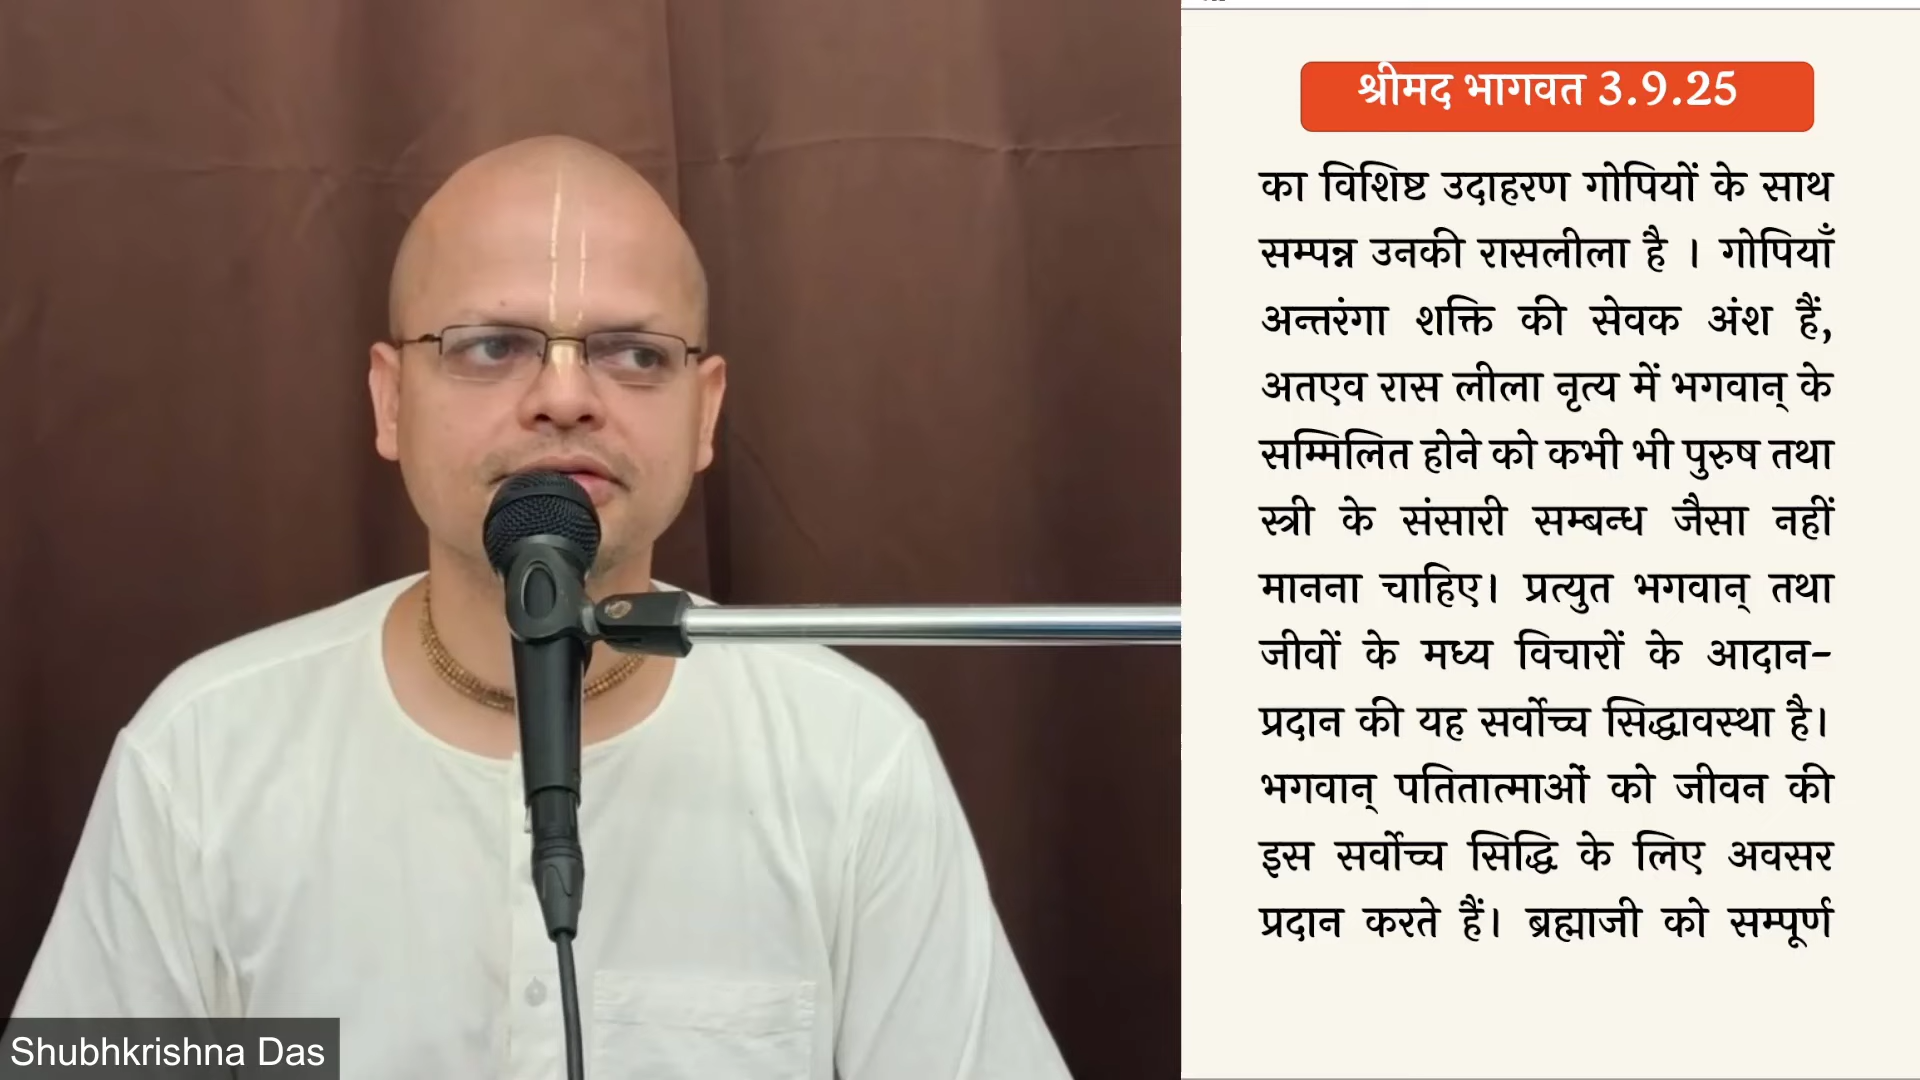 श्रीमद भागवत 3.9.25
का विशिष्ट उदाहरण गोपियों के साथ
सम्पन्न उनकी रासलीला है । गोपियाँ
अन्तरंगा शक्ति की सेवक अंश हैं,
अतएव रास लीला नृत्य में भगवान् के
सम्मिलित होने को कभी भी पुरुष तथा
स्त्री के संसारी सम्बन्ध जैसा नहीं
मानना चाहिए। प्रत्युत भगवान् तथा
जीवों के मध्य विचारों के आदान-
प्रदान की यह सर्वोच्च सिद्धावस्था है।
भगवान् पतितात्माओं को जीवन की
इस सर्वोच्च सिद्धि के लिए अवसर
प्रदान करते हैं। ब्रह्माजी को सम्पूर्ण
Shubhkrishna Das